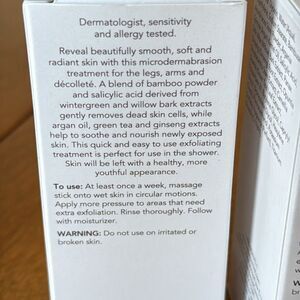 Dermatologist, sensitivity
and allergy tested.
Reveal beautifully smooth, soft and
radiant skin with this microdermabrasion
treatment for the legs, arms and
décolleté. A blend of bamboo powder
and salicylic acid derived from
wintergreen and willow bark extracts
gently removes dead skin cells, while
argan oil, green tea and ginseng extracts
help to soothe and nourish newly exposed
skin. This quick and easy to use exfoliating
treatment is perfect for use in the shower.
Skin will be left with a healthy, more
youthful appearance.
To use: At least once a week, massage
stick onto wet skin in circular motions.
Apply more pressure to areas that need
extra exfoliation. Rinse thoroughly. Follow
with moisturizer.
WARNING: Do not use on irritated or
broken skin.